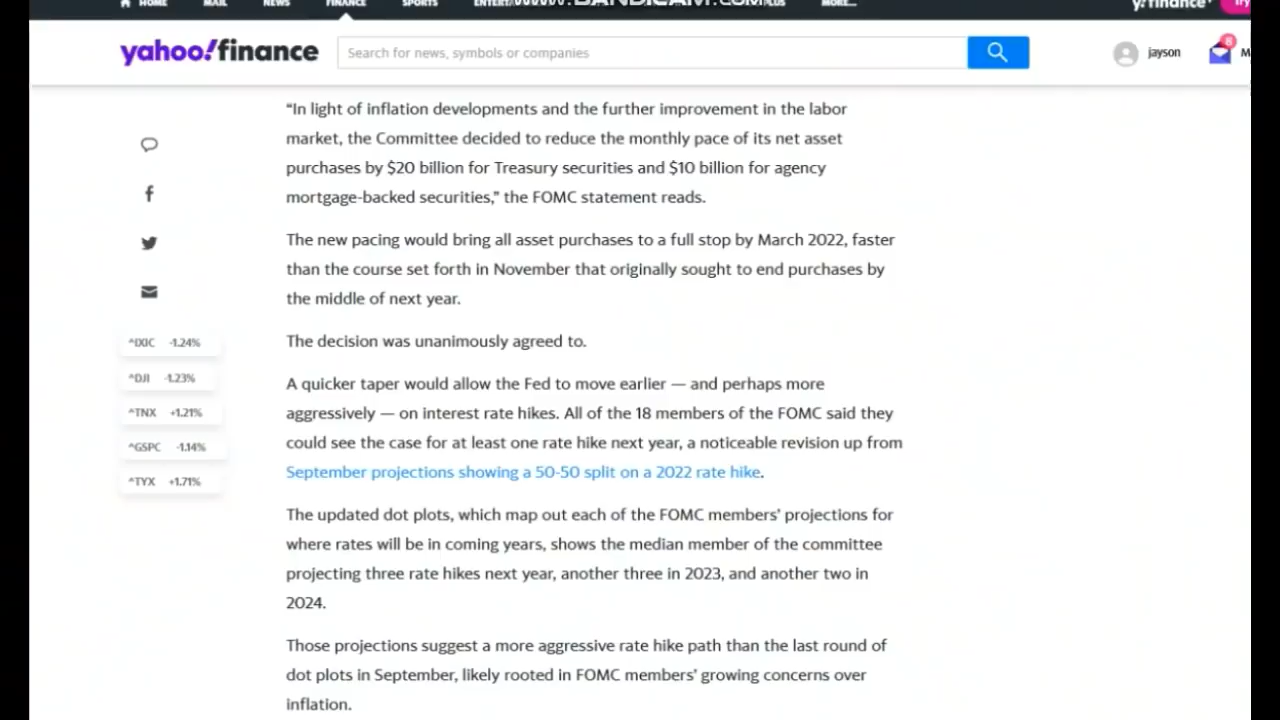 HOME MAIL NEWS FINANCE SPORTS WWW.BANDICAM.COM MORE...
yahoo!finance
Search for news, symbols or companies
jayson
8
M
"In light of inflation developments and the further improvement in the labor
market, the Committee decided to reduce the monthly pace of its net asset
purchases by $20 billion for Treasury securities and $10 billion for agency
mortgage-backed securities," the FOMC statement reads.
The new pacing would bring all asset purchases to a full stop by March 2022, faster
than the course set forth in November that originally sought to end purchases by
the middle of next year.
^IXIC -1.24%
The decision was unanimously agreed to.
^DJI -1.23%
A quicker taper would allow the Fed to move earlier — and perhaps more
^TNX +1.21%
aggressively — on interest rate hikes. All of the 18 members of the FOMC said they
^GSPC -1.14%
could see the case for at least one rate hike next year, a noticeable revision up from
September projections showing a 50-50 split on a 2022 rate hike.
^TYX +1.71%
The updated dot plots, which map out each of the FOMC members' projections for
where rates will be in coming years, shows the median member of the committee
projecting three rate hikes next year, another three in 2023, and another two in
2024.
Those projections suggest a more aggressive rate hike path than the last round of
dot plots in September, likely rooted in FOMC members' growing concerns over
inflation.